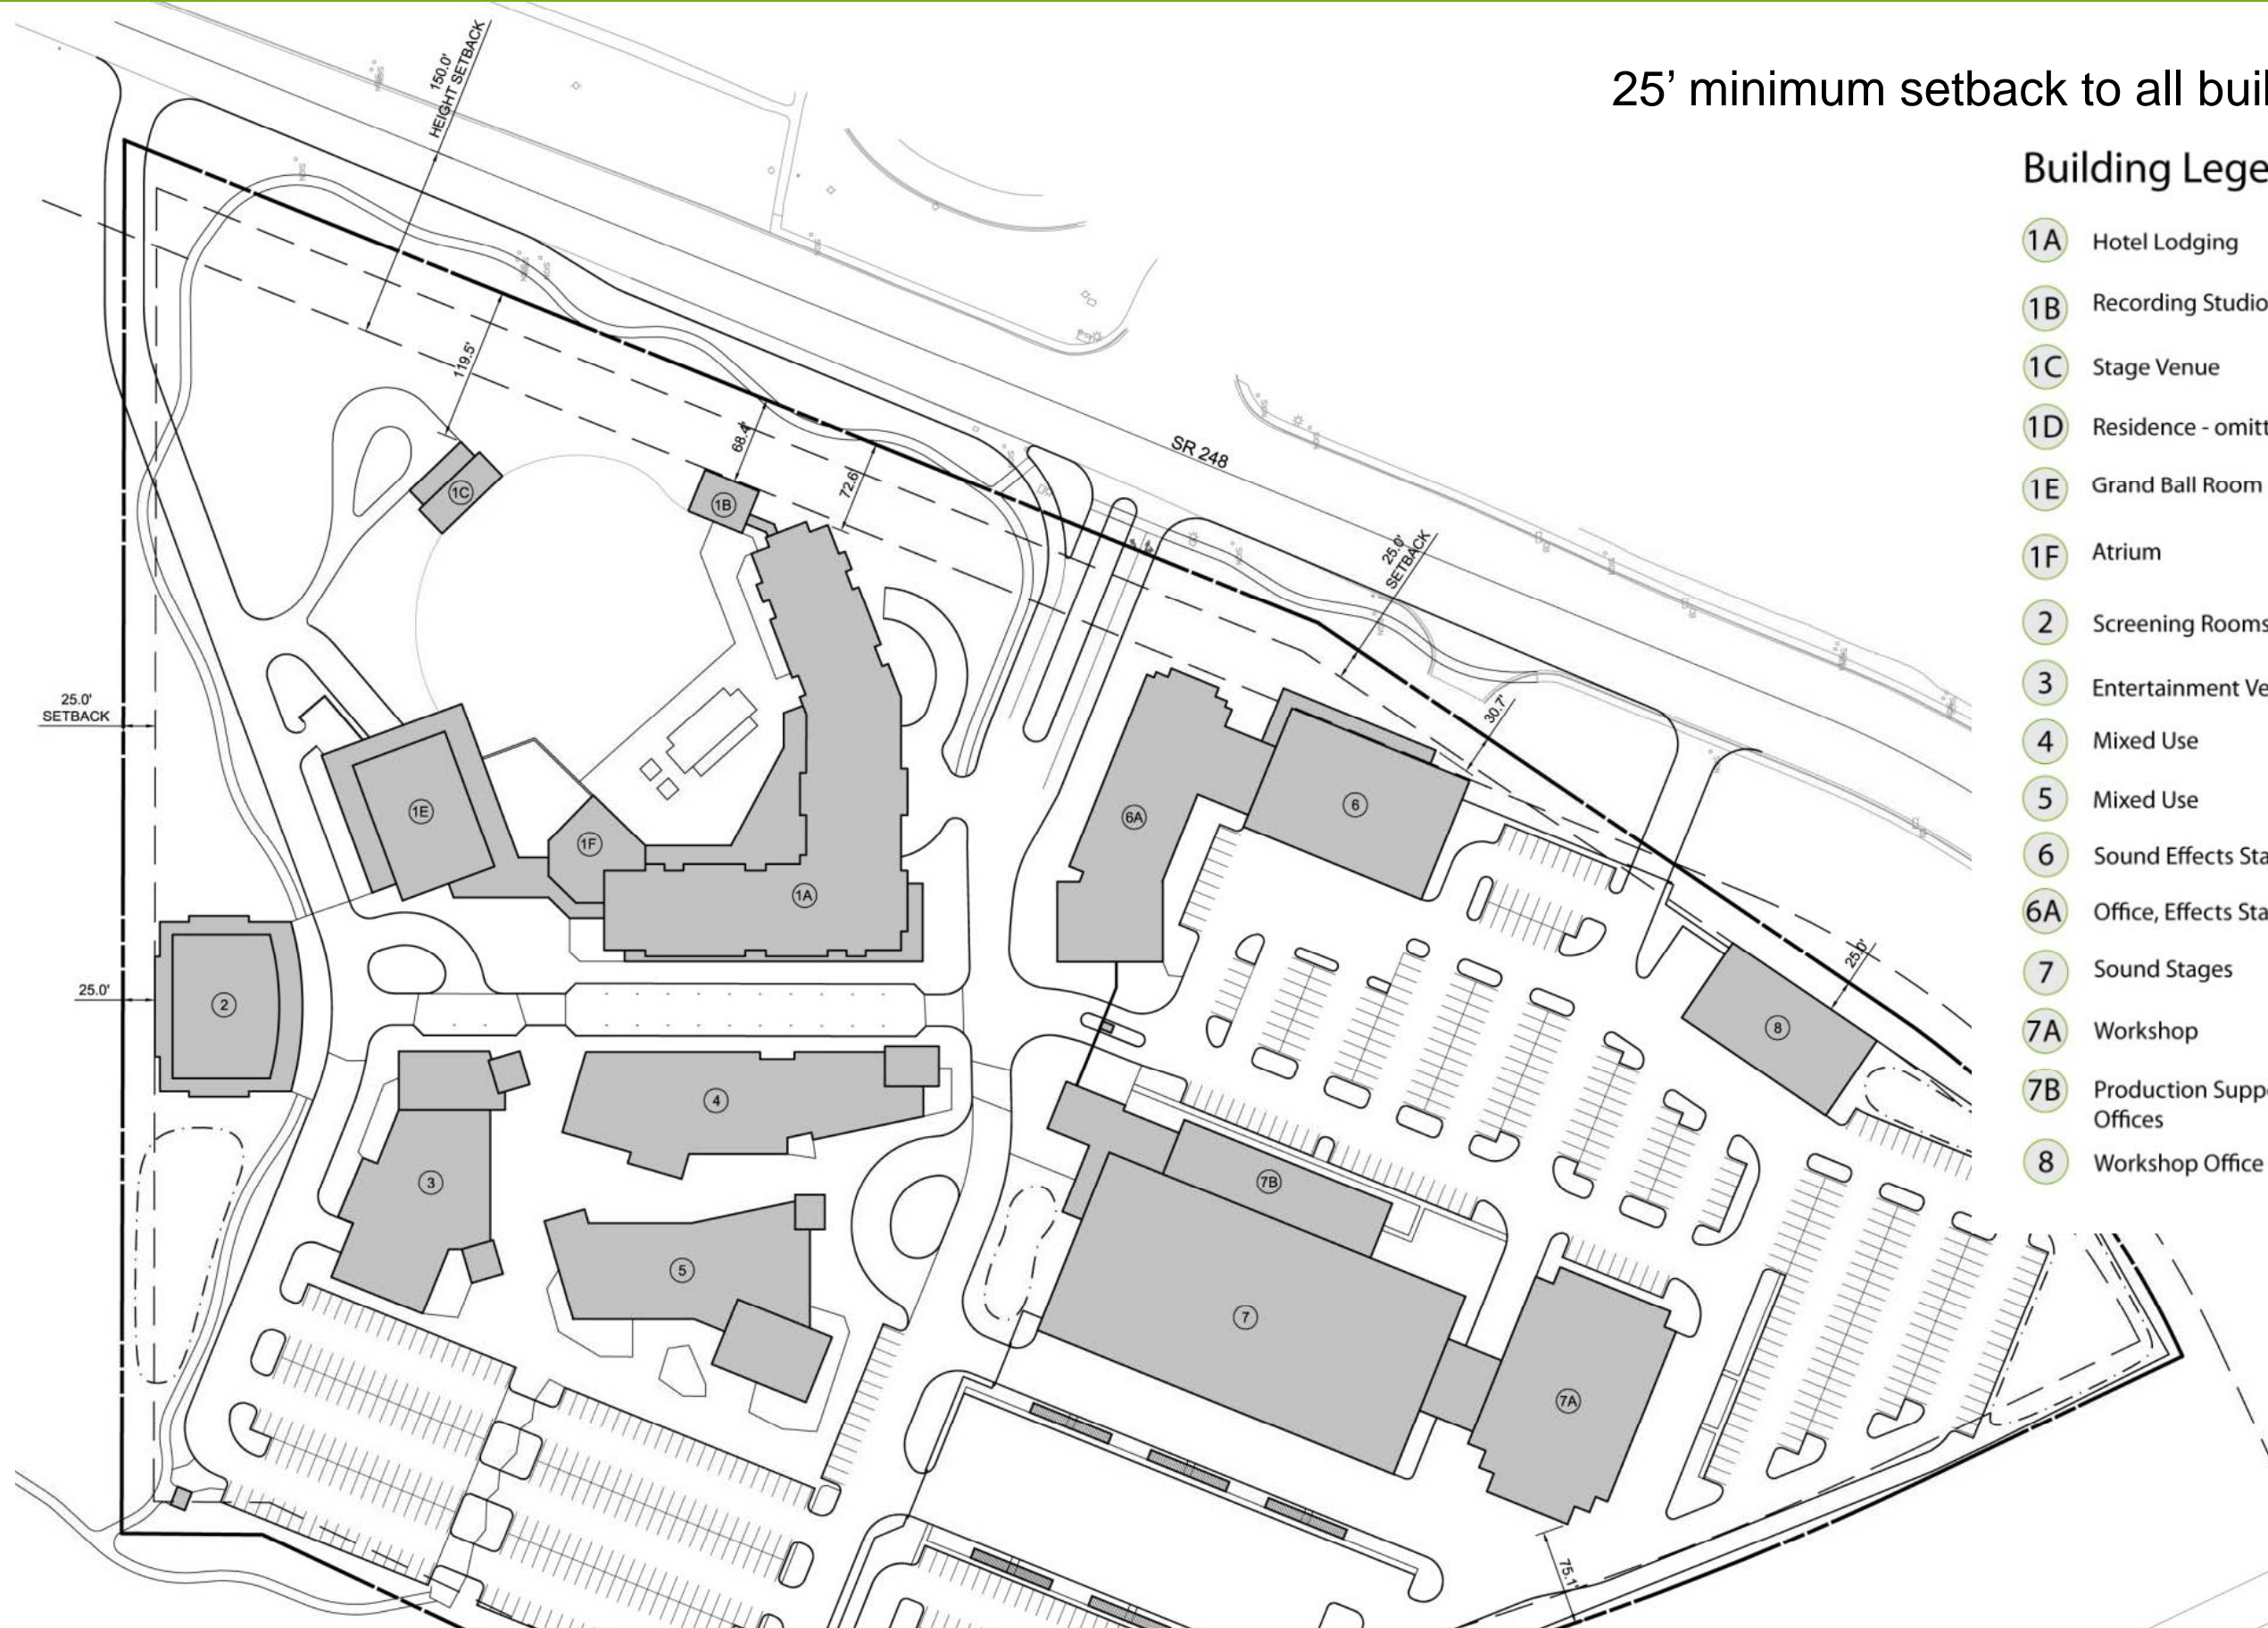 25’ minimum setback to all buil
Building Lege
1A Hotel Lodging
1B Recording Studio
1C Stage Venue
1D Residence - omitt
1E Grand Ball Room
1F Atrium
2 Screening Rooms
3 Entertainment Ve
4 Mixed Use
5 Mixed Use
6 Sound Effects Sta
6A Office, Effects Sta
7 Sound Stages
7A Workshop
7B Production Suppo
Offices
8 Workshop Office
150.0'
HEIGHT SETBACK
119.5'
68.4'
72.6'
SR 248
25.0'
SETBACK
30.7'
25.0'
SETBACK
25.0'
25.0'
75.1'
1C
1B
1E
1F
1A
6A
6
2
8
4
3
7B
5
7
7A